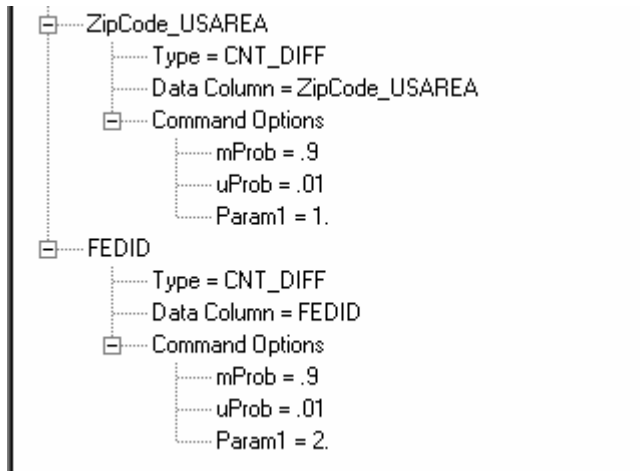 ZipCode_USAREA
Type = CNT_DIFF
Data Column = ZipCode_USAREA
Command Options
mProb = .9
uProb = .01
Param1 = 1.
FEDID
Type = CNT_DIFF
Data Column = FEDID
Command Options
mProb = .9
uProb = .01
Param1 = 2.